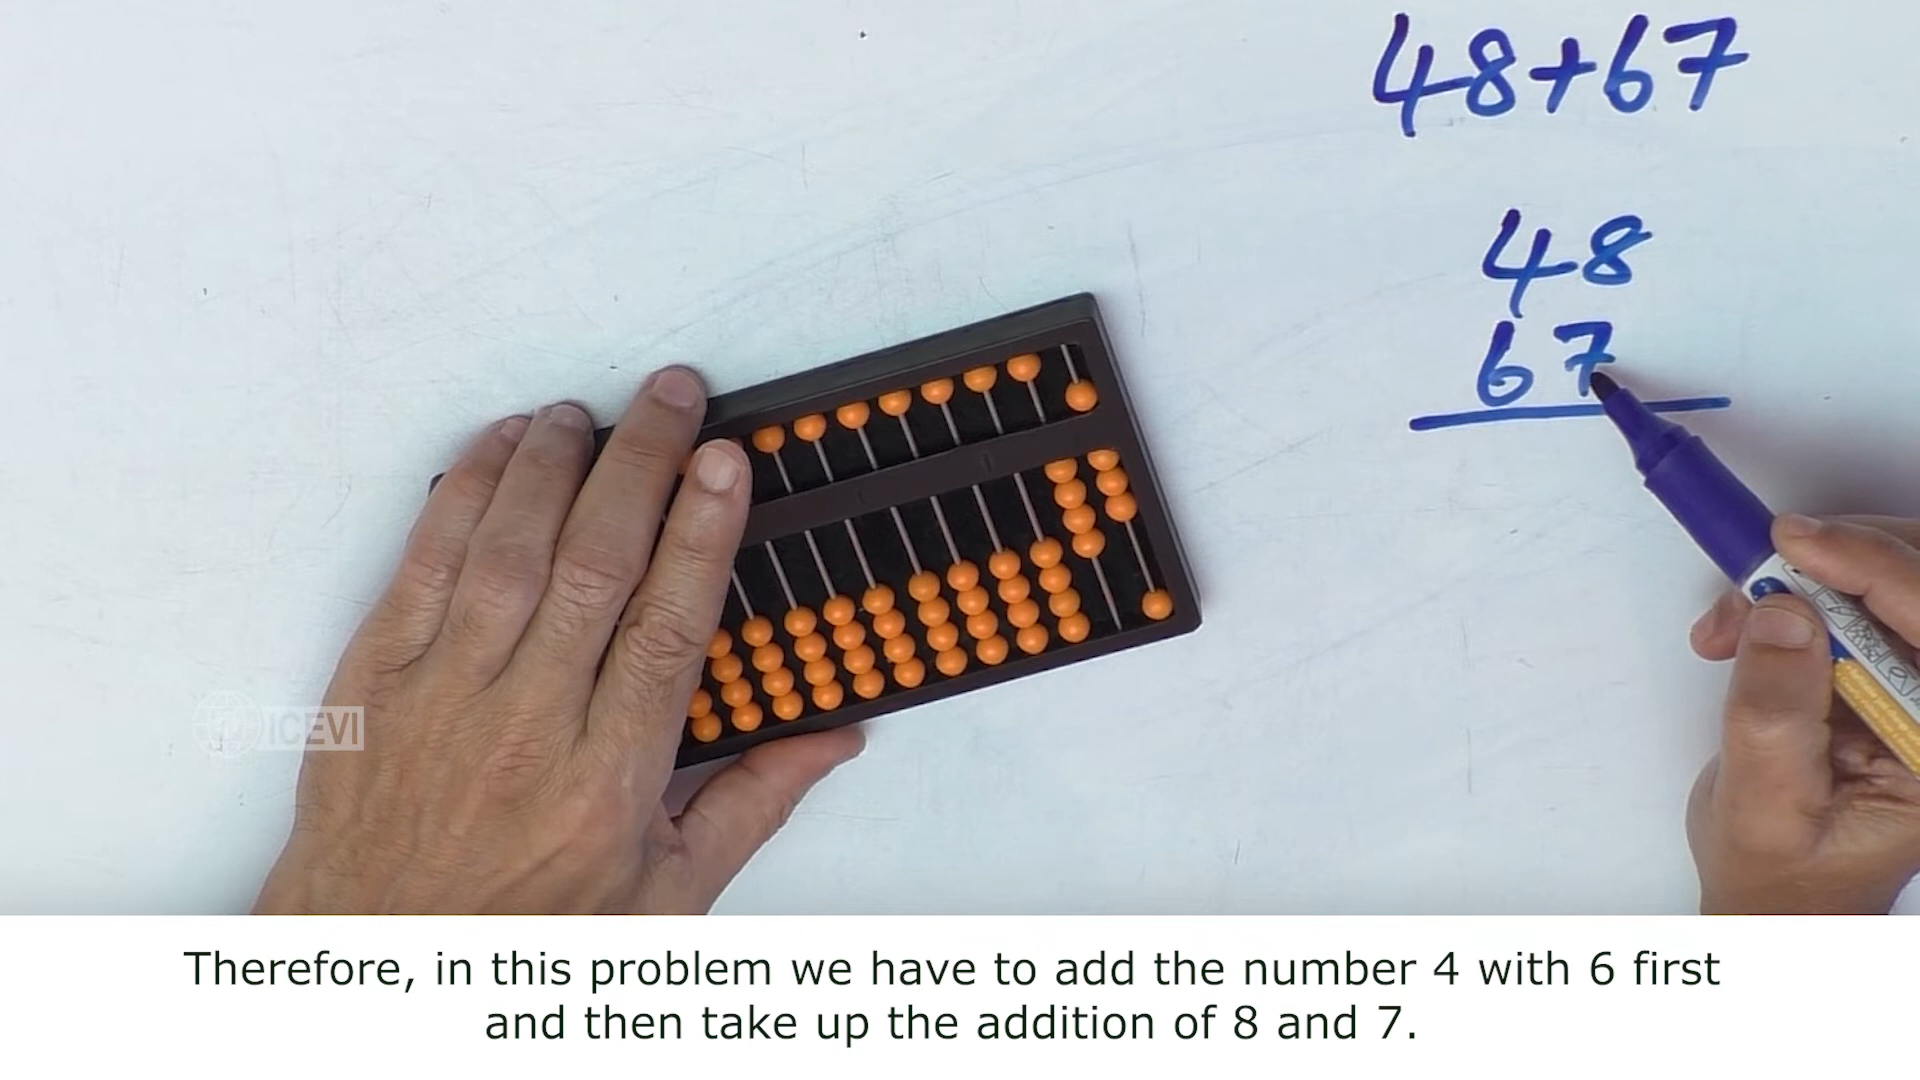 48+67
48
67
ICEVI
Therefore, in this problem we have to add the number 4 with 6 first
and then take up the addition of 8 and 7.